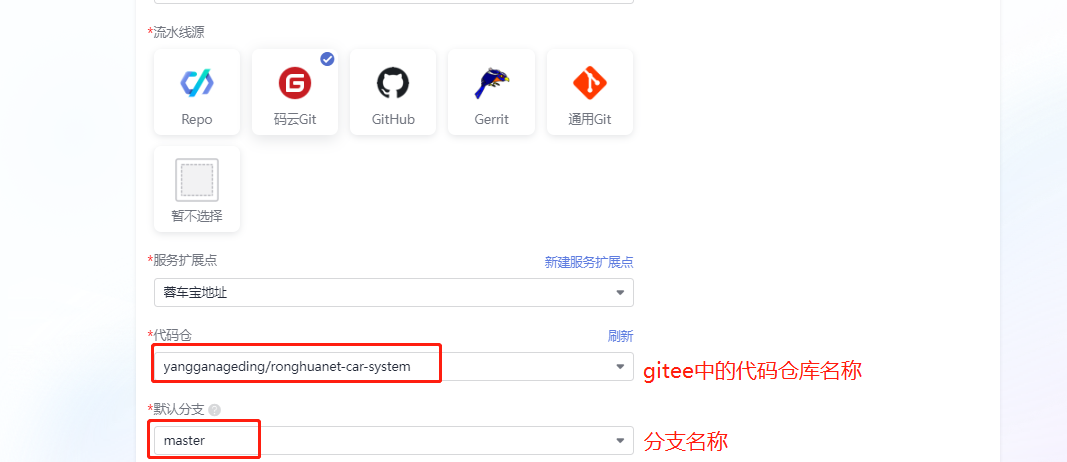 *流水线源
Repo
码云Git
GitHub
Gerrit
通用Git
暂不选择
*服务扩展点
新建服务扩展点
蓉车宝地址
*代码仓
刷新
yangganageding/ronghuanet-car-system
gitee中的代码仓库名称
*默认分支 ?
master
分支名称